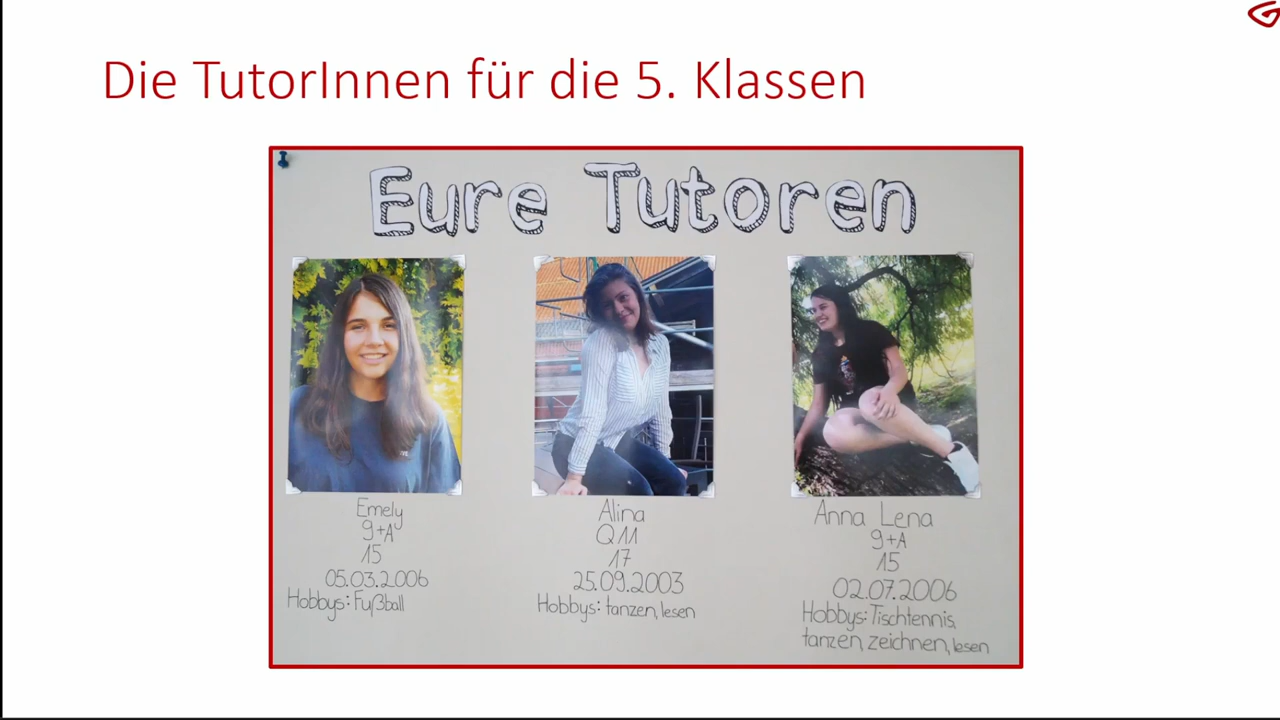 Die TutorInnen für die 5. Klassen
Eure Tutoren
Emely
9+A
15
05.03.2006
Hobbys: Fußball
Alina
Q11
17
25.09.2003
Hobbys: tanzen, lesen
Anna Lena
9+A
15
02.07.2006
Hobbys: Tischtennis,
tanzen, zeichnen, lesen